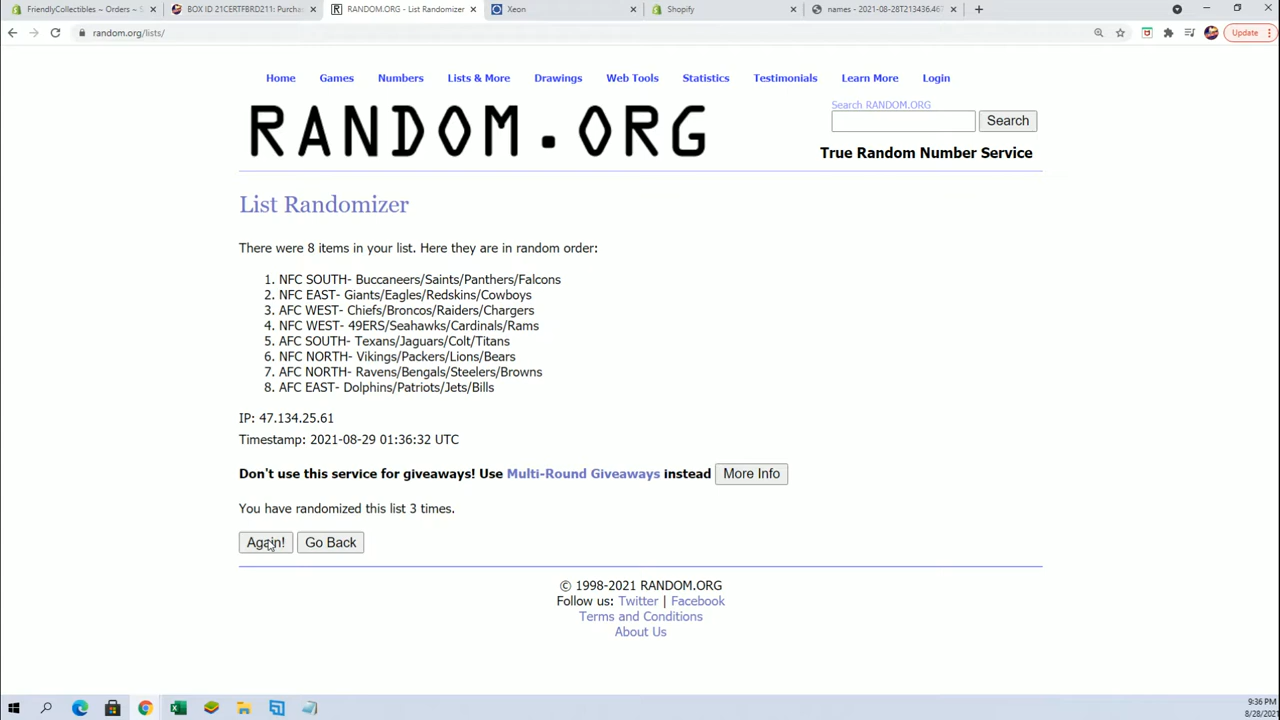 FriendlyCollectibles ~ Orders ~ S
BOX ID 21CERTFBRD211: Purcha
RANDOM.ORG - List Randomizer
Xeon
Shopify
names - 2021-08-28T213436.467
random.org/lists/
Update
Home Games Numbers Lists & More Drawings Web Tools Statistics Testimonials Learn More Login
RANDOM.ORG
Search RANDOM.ORG
Search
True Random Number Service
List Randomizer
There were 8 items in your list. Here they are in random order:
1. NFC SOUTH- Buccaneers/Saints/Panthers/Falcons
2. NFC EAST- Giants/Eagles/Redskins/Cowboys
3. AFC WEST- Chiefs/Broncos/Raiders/Chargers
4. NFC WEST- 49ERS/Seahawks/Cardinals/Rams
5. AFC SOUTH- Texans/Jaguars/Colt/Titans
6. NFC NORTH- Vikings/Packers/Lions/Bears
7. AFC NORTH- Ravens/Bengals/Steelers/Browns
8. AFC EAST- Dolphins/Patriots/Jets/Bills
IP: 47.134.25.61
Timestamp: 2021-08-29 01:36:32 UTC
Don't use this service for giveaways! Use Multi-Round Giveaways instead More Info
You have randomized this list 3 times.
Again! Go Back
© 1998-2021 RANDOM.ORG
Follow us: Twitter | Facebook
Terms and Conditions
About Us
9:36 PM
8/28/2021